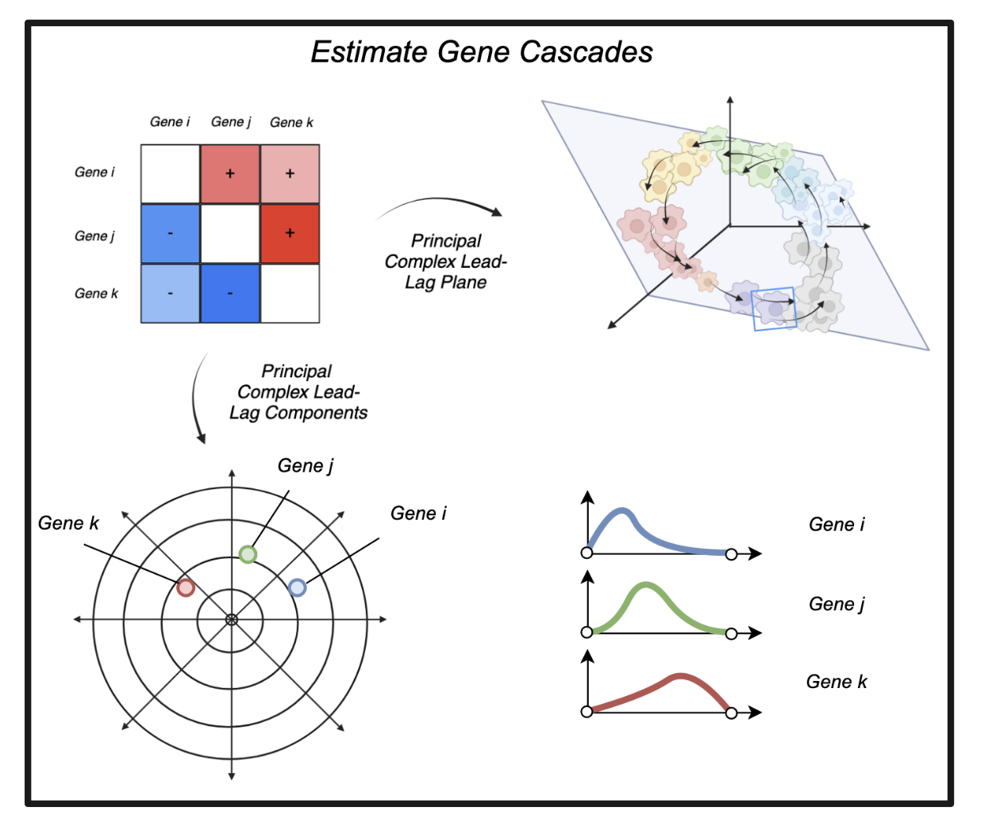 Estimate Gene Cascades
Gene i Gene j Gene k
Gene i + +
Gene j - +
Gene k - -
Principal
Complex Lead-
Lag Plane
Principal
Complex Lead-
Lag Components
Gene j
Gene i
Gene k
Gene i
Gene j
Gene k